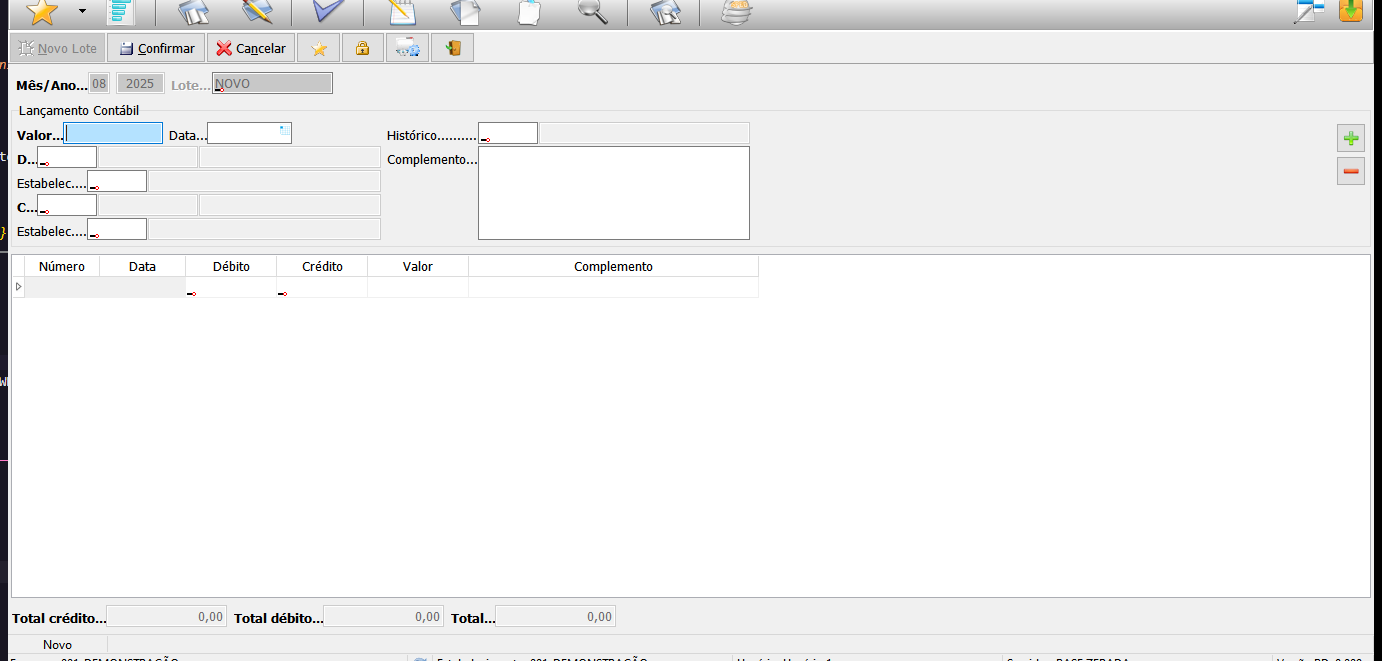 Novo Lote Confirmar Cancelar
Mês/Ano... 08 2025 Lote... NOVO
Lançamento Contábil
Valor... Data... Histórico..........
D... Complemento...
Estabelec....
C...
Estabelec....
Número Data Débito Crédito Valor Complemento
Total crédito... 0,00 Total débito... 0,00 Total... 0,00
Novo